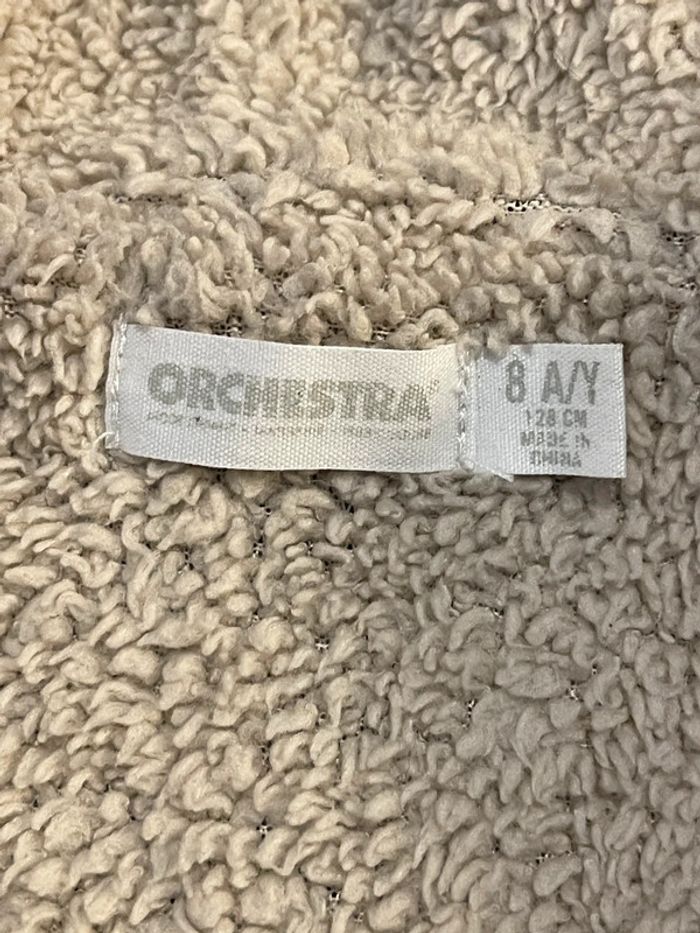 ORCHESTRA
8 A/Y
128 CM
MADE IN
CHINA